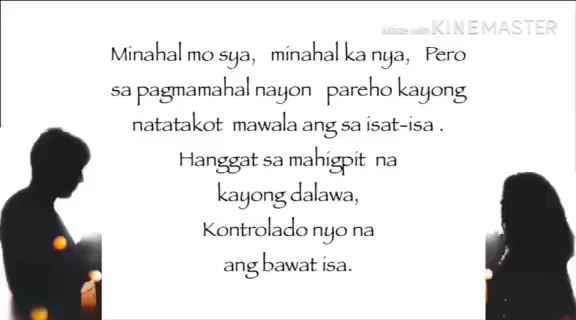 Made with KINEMASTER
Minahal mo sya, minahal ka nya, Pero
sa pagmamahal nayon pareho kayong
natatakot mawala ang sa isat-isa .
Hanggat sa mahigpit na
kayong dalawa,
Kontrolado nyo na
ang bawat isa.